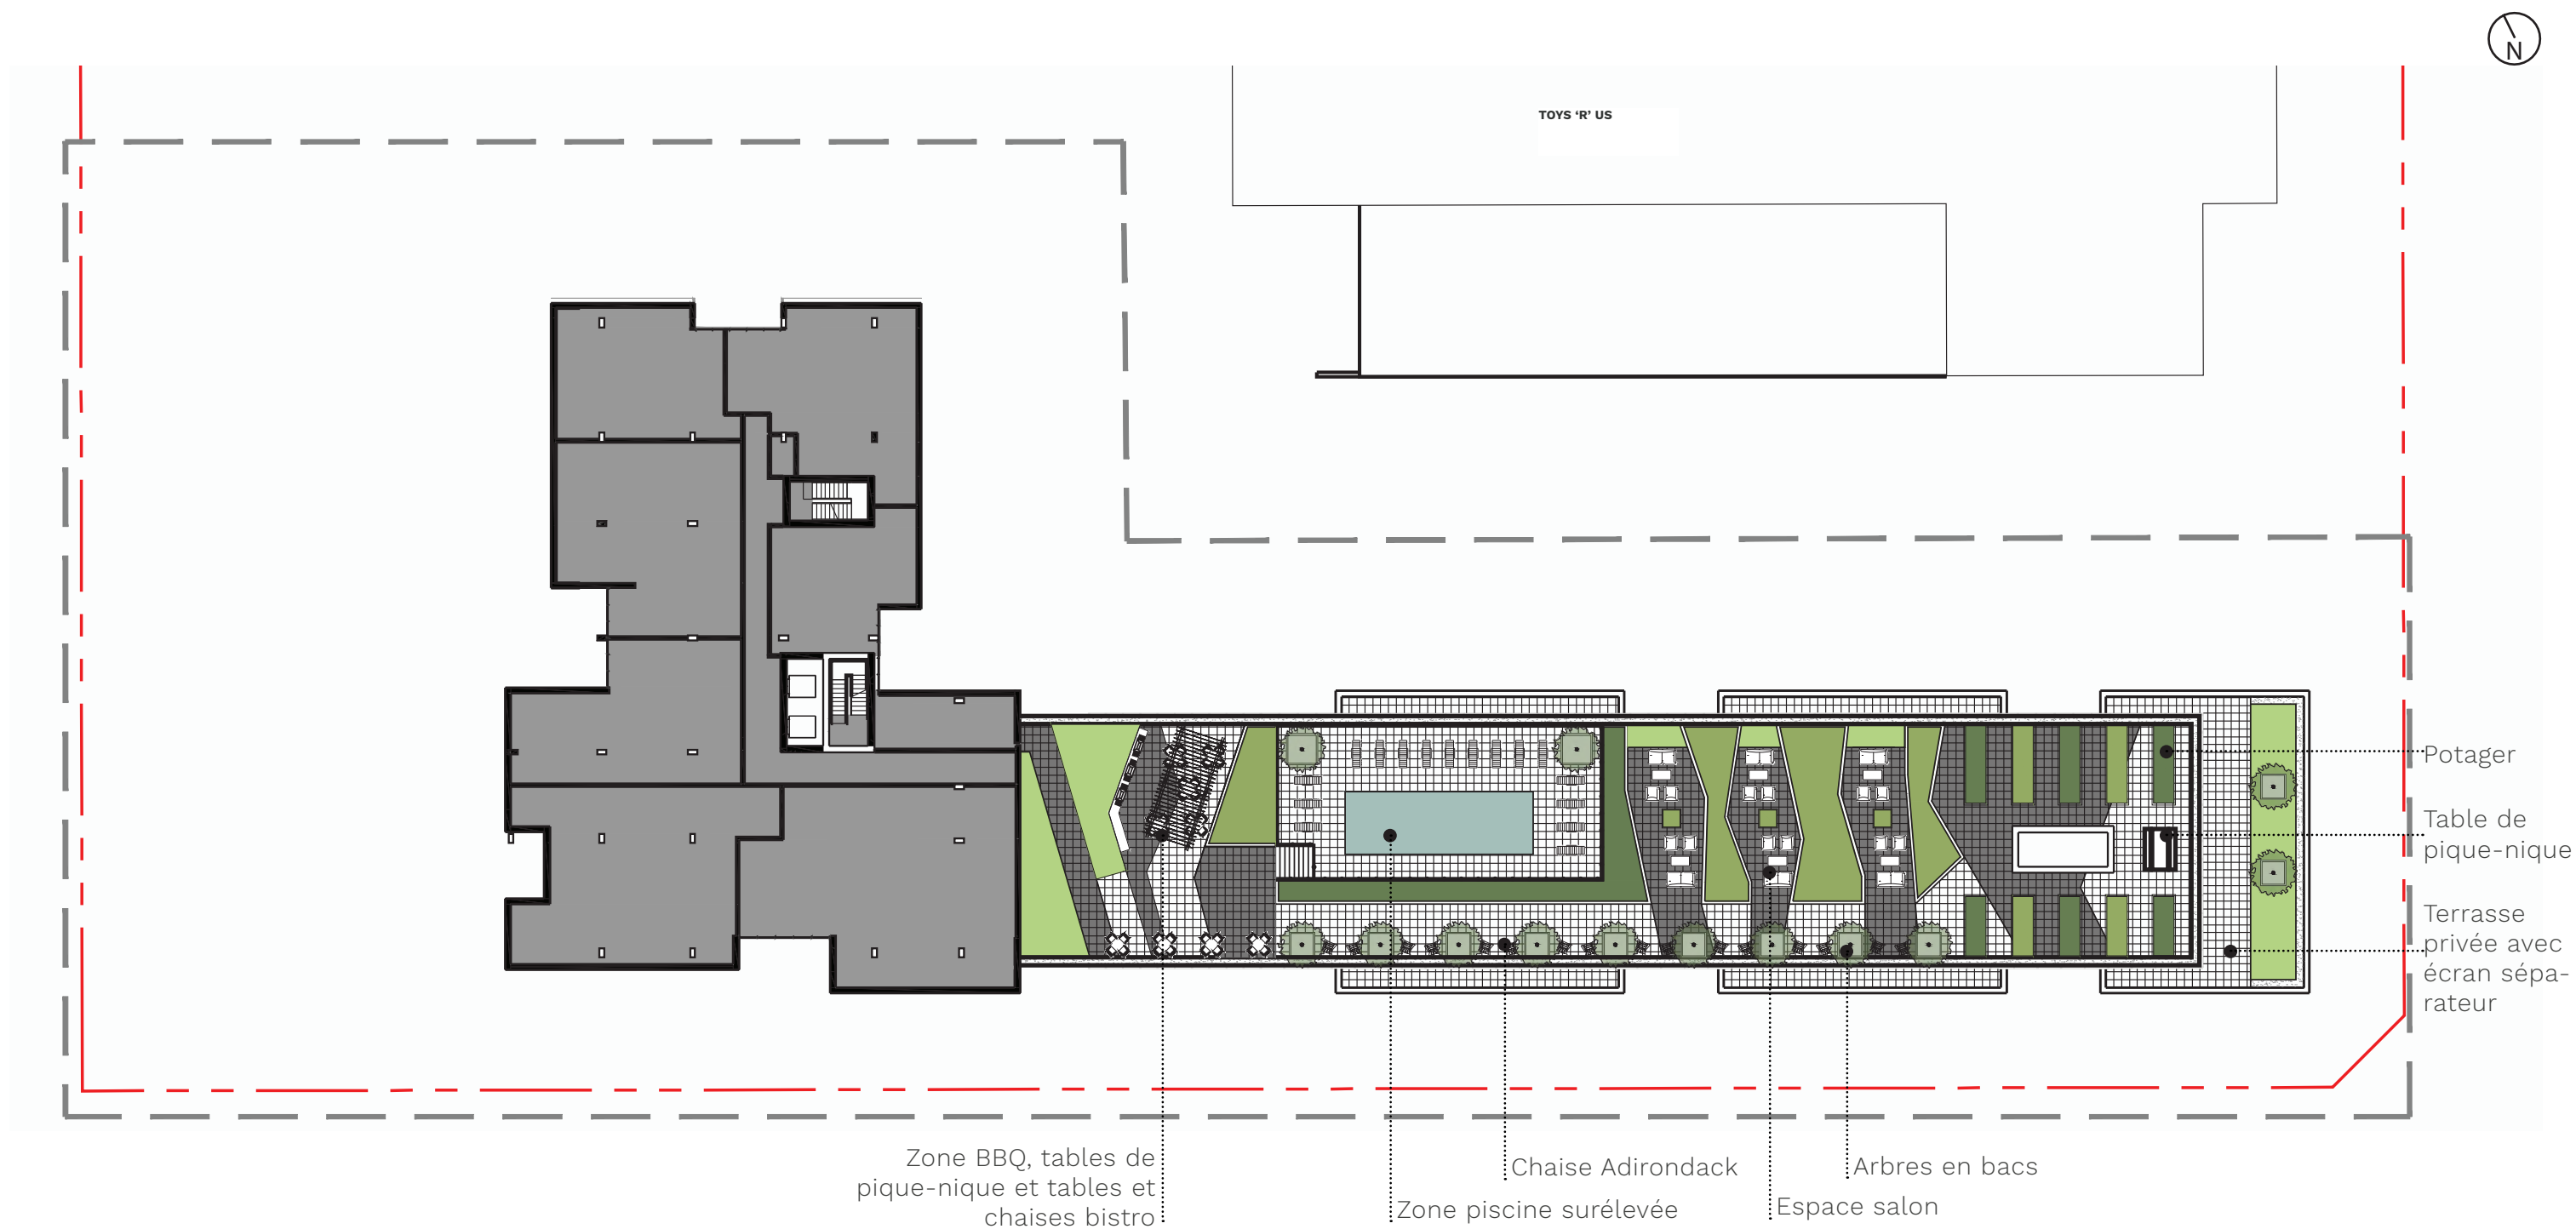 N
TOYS ‘R’ US
Potager
Table de
pique-nique
Terrasse
privée avec
écran sépa-
rateur
Zone BBQ, tables de
pique-nique et tables et
chaises bistro
Chaise Adirondack
Zone piscine surélevée
Arbres en bacs
Espace salon